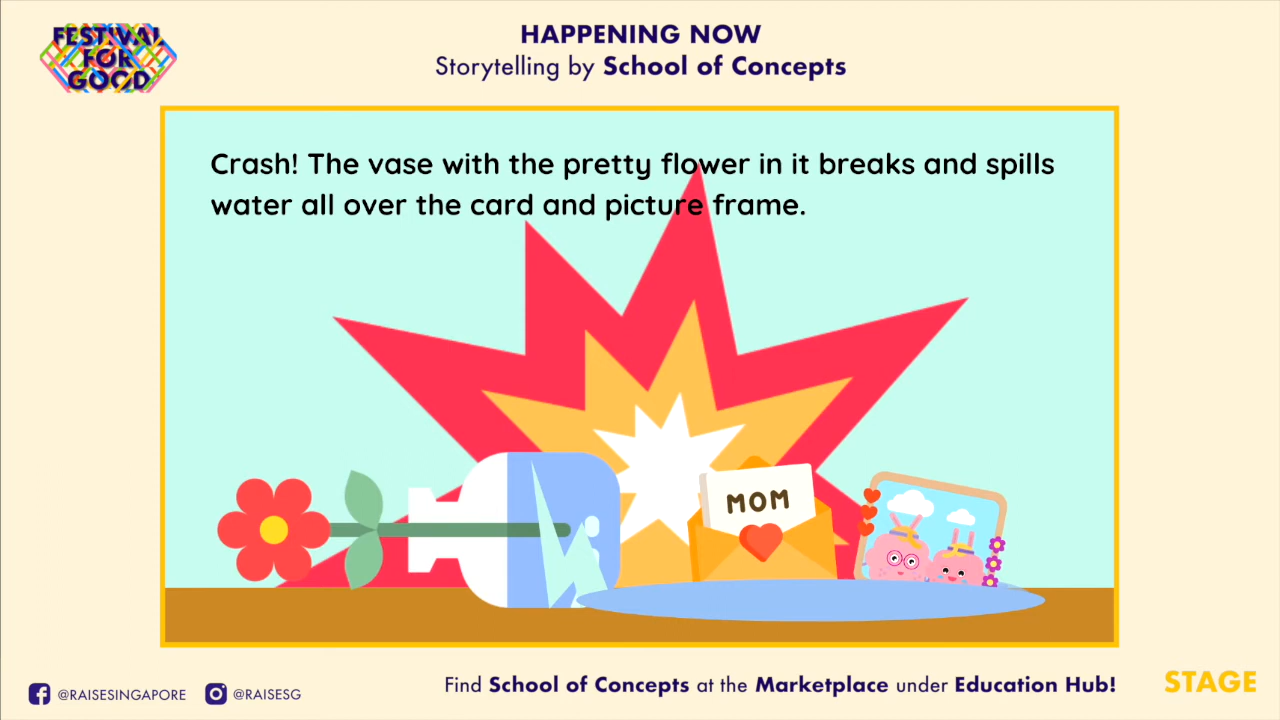 FESTIVAL
FOR
GOOD
HAPPENING NOW
Storytelling by School of Concepts
Crash! The vase with the pretty flower in it breaks and spills
water all over the card and picture frame.
MOM
@RAISESINGAPORE
@RAISESG
Find School of Concepts at the Marketplace under Education Hub!
STAGE